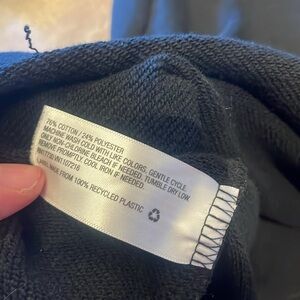 76% COTTON / 24% POLYESTER
MACHINE WASH COLD WITH LIKE COLORS, GENTLE CYCLE.
ONLY NON-CHLORINE BLEACH IF NEEDED, TUMBLE DRY LOW.
REMOVE PROMPTLY, COOL IRON IF NEEDED.
LABEL MADE FROM 100% RECYCLED PLASTIC